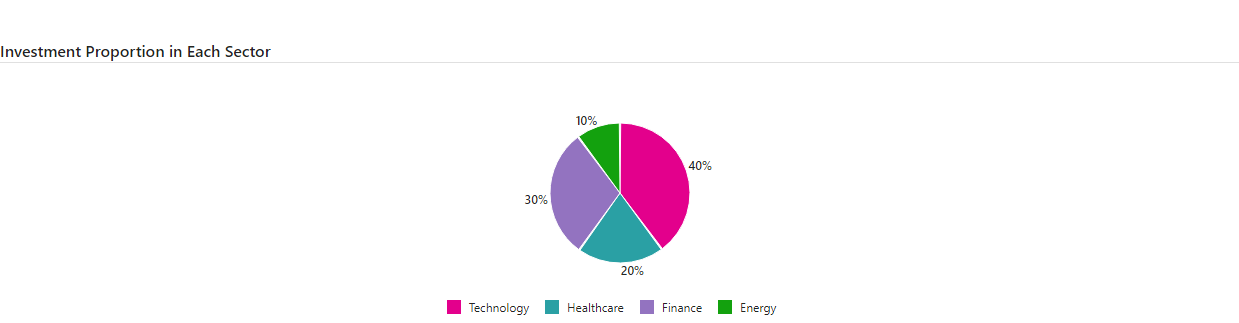 Investment Proportion in Each Sector
10%
40%
30%
20%
Technology Healthcare Finance Energy